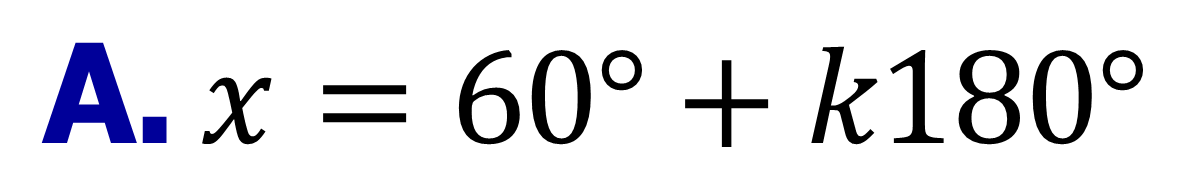 A. x = 60° + k180°